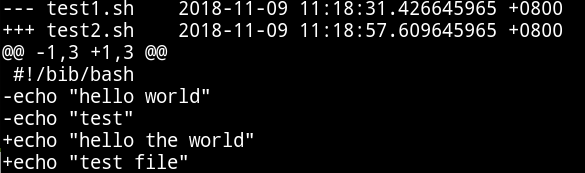 --- test1.sh    2018-11-09 11:18:31.426645965 +0800
+++ test2.sh    2018-11-09 11:18:57.609645965 +0800
@@ -1,3 +1,3 @@
 #!/bib/bash
-echo "hello world"
-echo "test"
+echo "hello the world"
+echo "test file"